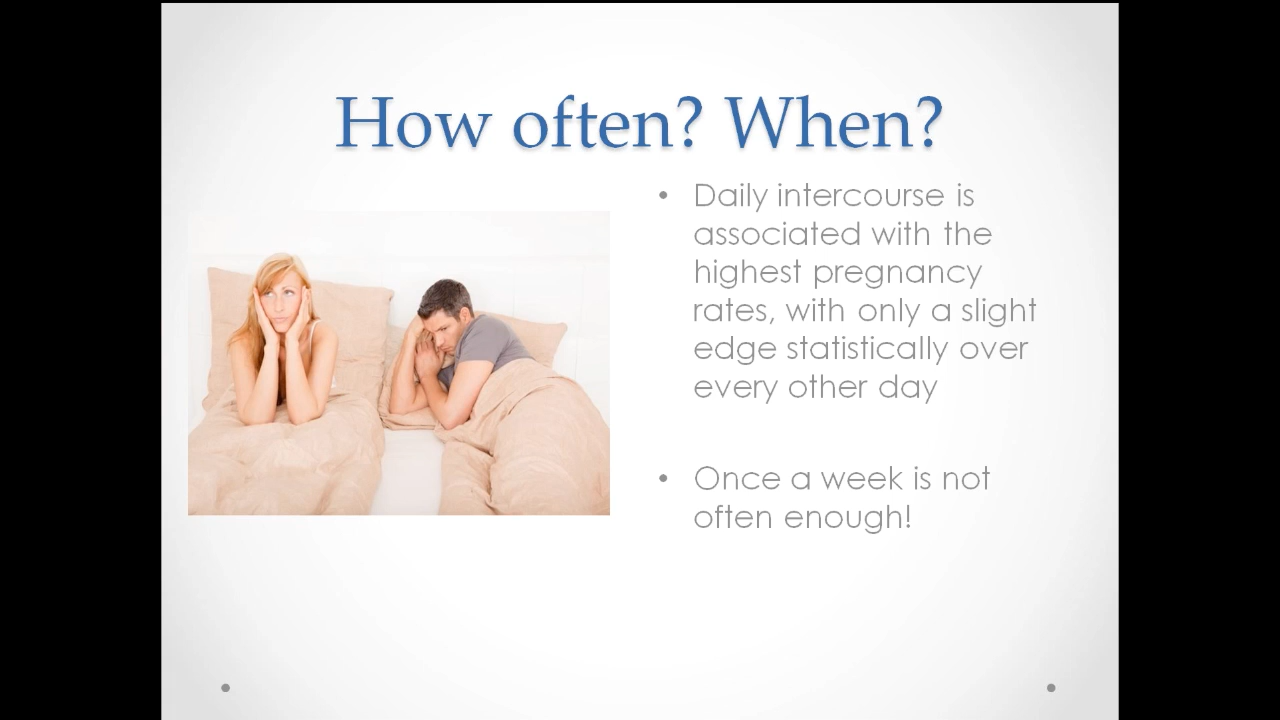 How often? When?
• Daily intercourse is
associated with the
highest pregnancy
rates, with only a slight
edge statistically over
every other day
• Once a week is not
often enough!